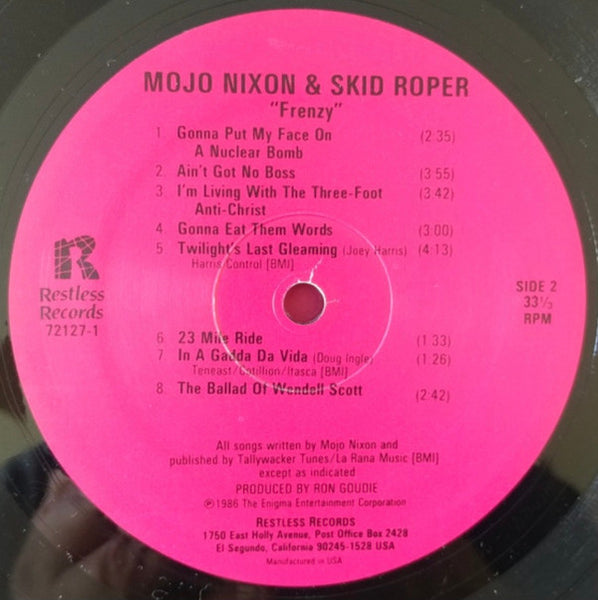 MOJO NIXON & SKID ROPER
"Frenzy"
1. Gonna Put My Face On (2:35)
A Nuclear Bomb
2. Ain't Got No Boss (3:55)
3. I'm Living With The Three-Foot (3:42)
Anti-Christ
4. Gonna Eat Them Words (3:00)
5. Twilight's Last Gleaming (Joey Harris) (4:13)
Harris Control [BMI]
R
Restless
Records
72127-1
SIDE 2
33⅓
RPM
6. 23 Mile Ride (1:33)
7. In A Gadda Da Vida (Doug Ingle) (1:26)
Teneast/Cotillion/Itasca [BMI]
8. The Ballad Of Wendell Scott (2:42)
All songs written by Mojo Nixon and
published by Tallywacker Tunes/La Rana Music [BMI]
except as indicated
PRODUCED BY RON GOUDIE
℗1986 The Enigma Entertainment Corporation
RESTLESS RECORDS
1750 East Holly Avenue, Post Office Box 2428
El Segundo, California 90245-1528 USA
Manufactured in USA